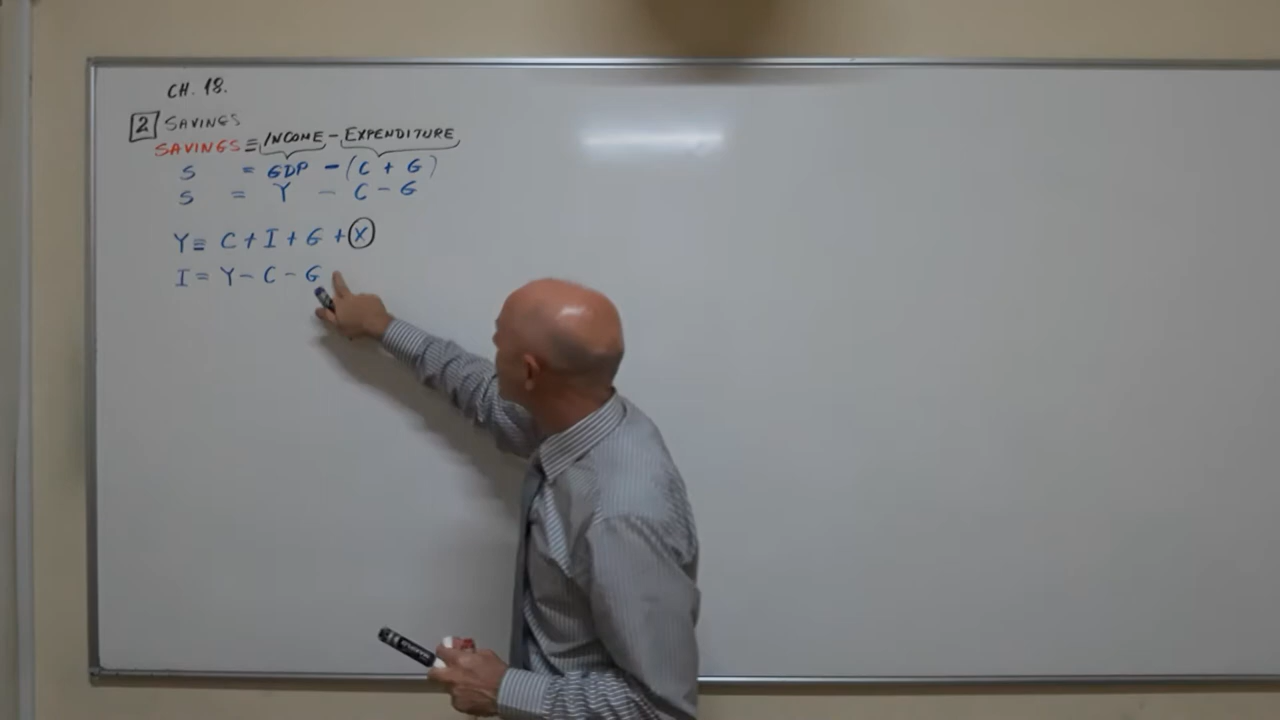 CH. 18.
2 SAVINGS
SAVINGS ≡ INCOME - EXPENDITURE
S = GDP - (C + G)
S = Y - C - G
Y ≡ C + I + G + X
I = Y - C - G